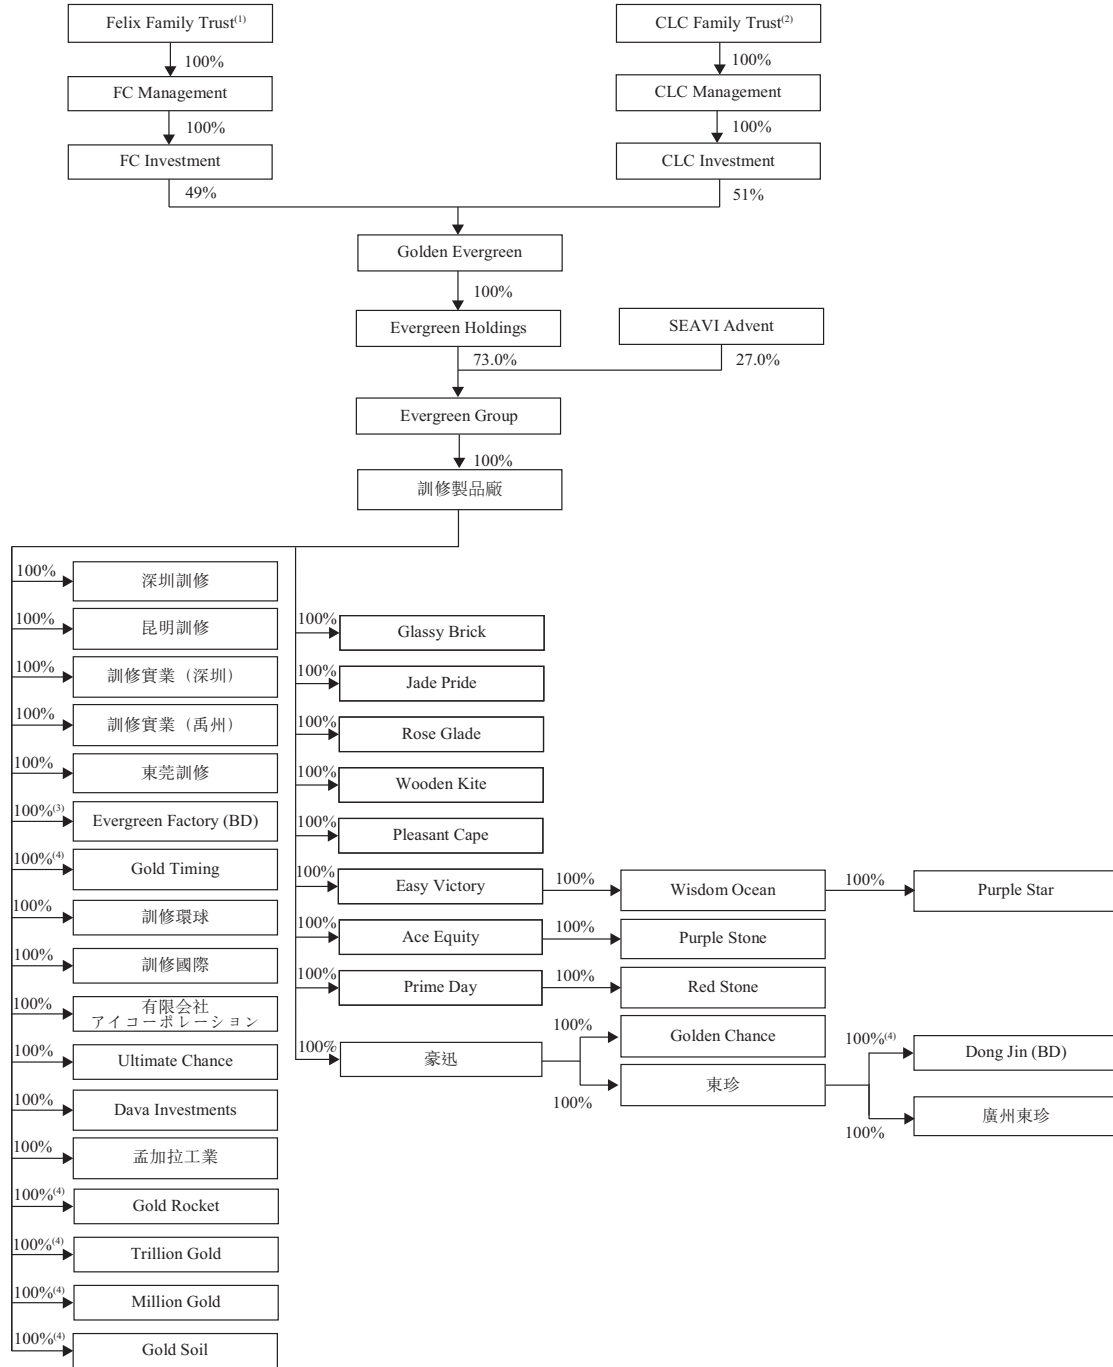 Felix Family Trust(1)
CLC Family Trust(2)
100%
100%
FC Management
CLC Management
100%
100%
FC Investment
CLC Investment
49%
51%
Golden Evergreen
100%
Evergreen Holdings
SEAVI Advent
73.0%
27.0%
Evergreen Group
100%
訓修製品廠
100%
深圳訓修
100%
昆明訓修
100%
訓修實業（深圳）
100%
訓修實業（禹州）
100%
東莞訓修
100%(3)
Evergreen Factory (BD)
100%(4)
Gold Timing
100%
訓修環球
100%
訓修國際
100%
有限会社
アイコーポレーション
100%
Ultimate Chance
100%
Dava Investments
100%
孟加拉工業
100%(4)
Gold Rocket
100%(4)
Trillion Gold
100%(4)
Million Gold
100%(4)
Gold Soil
100%
Glassy Brick
100%
Jade Pride
100%
Rose Glade
100%
Wooden Kite
100%
Pleasant Cape
100%
Easy Victory
100%
Wisdom Ocean
100%
Purple Star
100%
Ace Equity
100%
Purple Stone
100%
Prime Day
100%
Red Stone
100%
豪迅
100%
Golden Chance
100%
東珍
100%(4)
Dong Jin (BD)
100%
廣州東珍